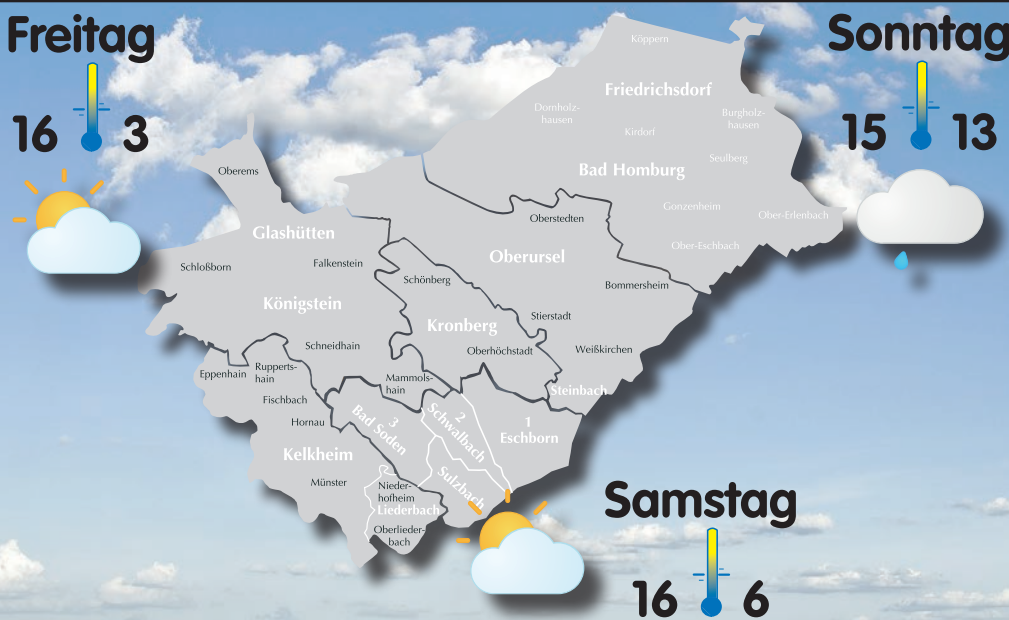 Freitag
16 3
Sonntag
15 13
Köppern
Friedrichsdorf
Dornholz-
hausen
Burgholz-
hausen
Kirdorf
Seulberg
Bad Homburg
Gonzenheim
Ober-Erlenbach
Ober-Eschbach
Oberems
Glashütten
Schloßborn
Falkenstein
Königstein
Schneidhain
Oberstedten
Oberursel
Bommersheim
Stierstadt
Weißkirchen
Steinbach
Schönberg
Kronberg
Oberhöchstadt
Mammols-
hain
Eppenhain
Ruppertshain
Fischbach
Hornau
Kelkheim
Münster
3
Bad Soden
2
Schwalbach
1
Eschborn
Sulzbach
Nieder-
hofheim
Liederbach
Oberlieder-
bach
Samstag
16 6